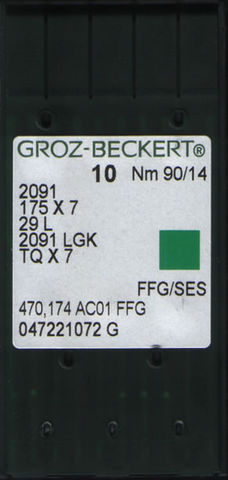 GROZ-BECKERT®
10 Nm 90/14
2091
175 X 7
29 L
2091 LGK
TQ X 7
FFG/SES
470,174 AC01 FFG
047221072 G